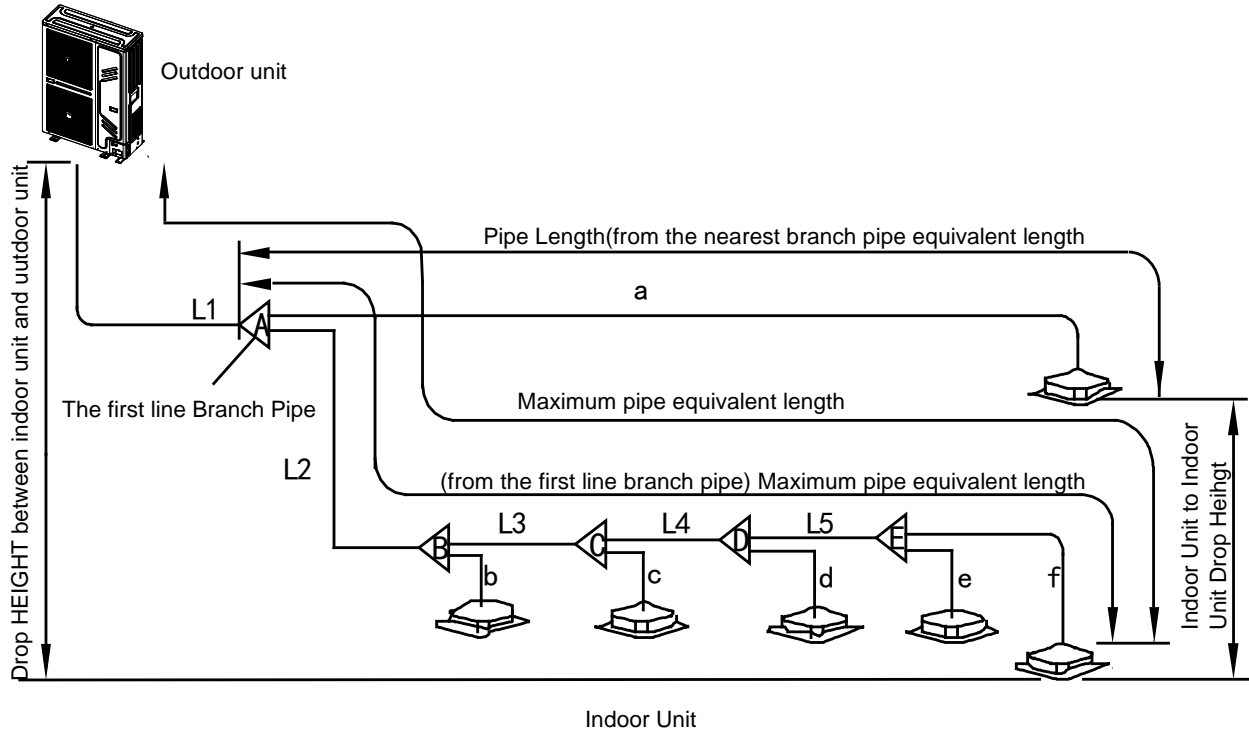 Outdoor unit
Drop HEIGHT between indoor unit and uutdoor unit
Pipe Length(from the nearest branch pipe equivalent length
a
L1
A
The first line Branch Pipe
Maximum pipe equivalent length
L2
(from the first line branch pipe) Maximum pipe equivalent length
L3
L4
L5
B
C
D
E
b
c
d
e
f
Indoor Unit to Indoor
Unit Drop Heihgt
Indoor Unit